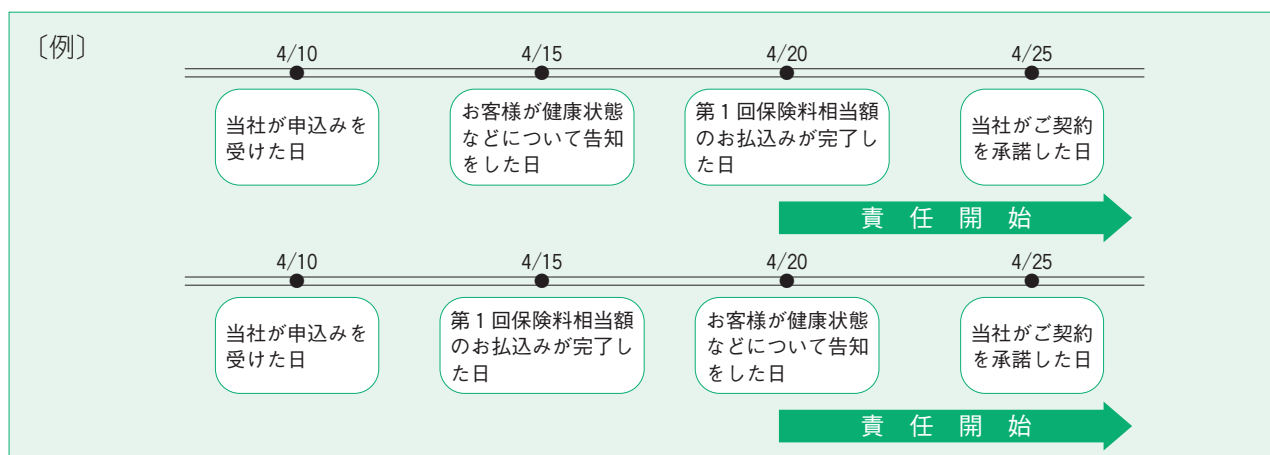 〔例〕
4/10 4/15 4/20 4/25
当社が申込みを
受けた日
お客様が健康状態
などについて告知
をした日
第１回保険料相当額
のお払込みが完了し
た日
当社がご契約
を承諾した日
責任開始
4/10 4/15 4/20 4/25
当社が申込みを
受けた日
第１回保険料相当額
のお払込みが完了し
た日
お客様が健康状態
などについて告知
をした日
当社がご契約
を承諾した日
責任開始